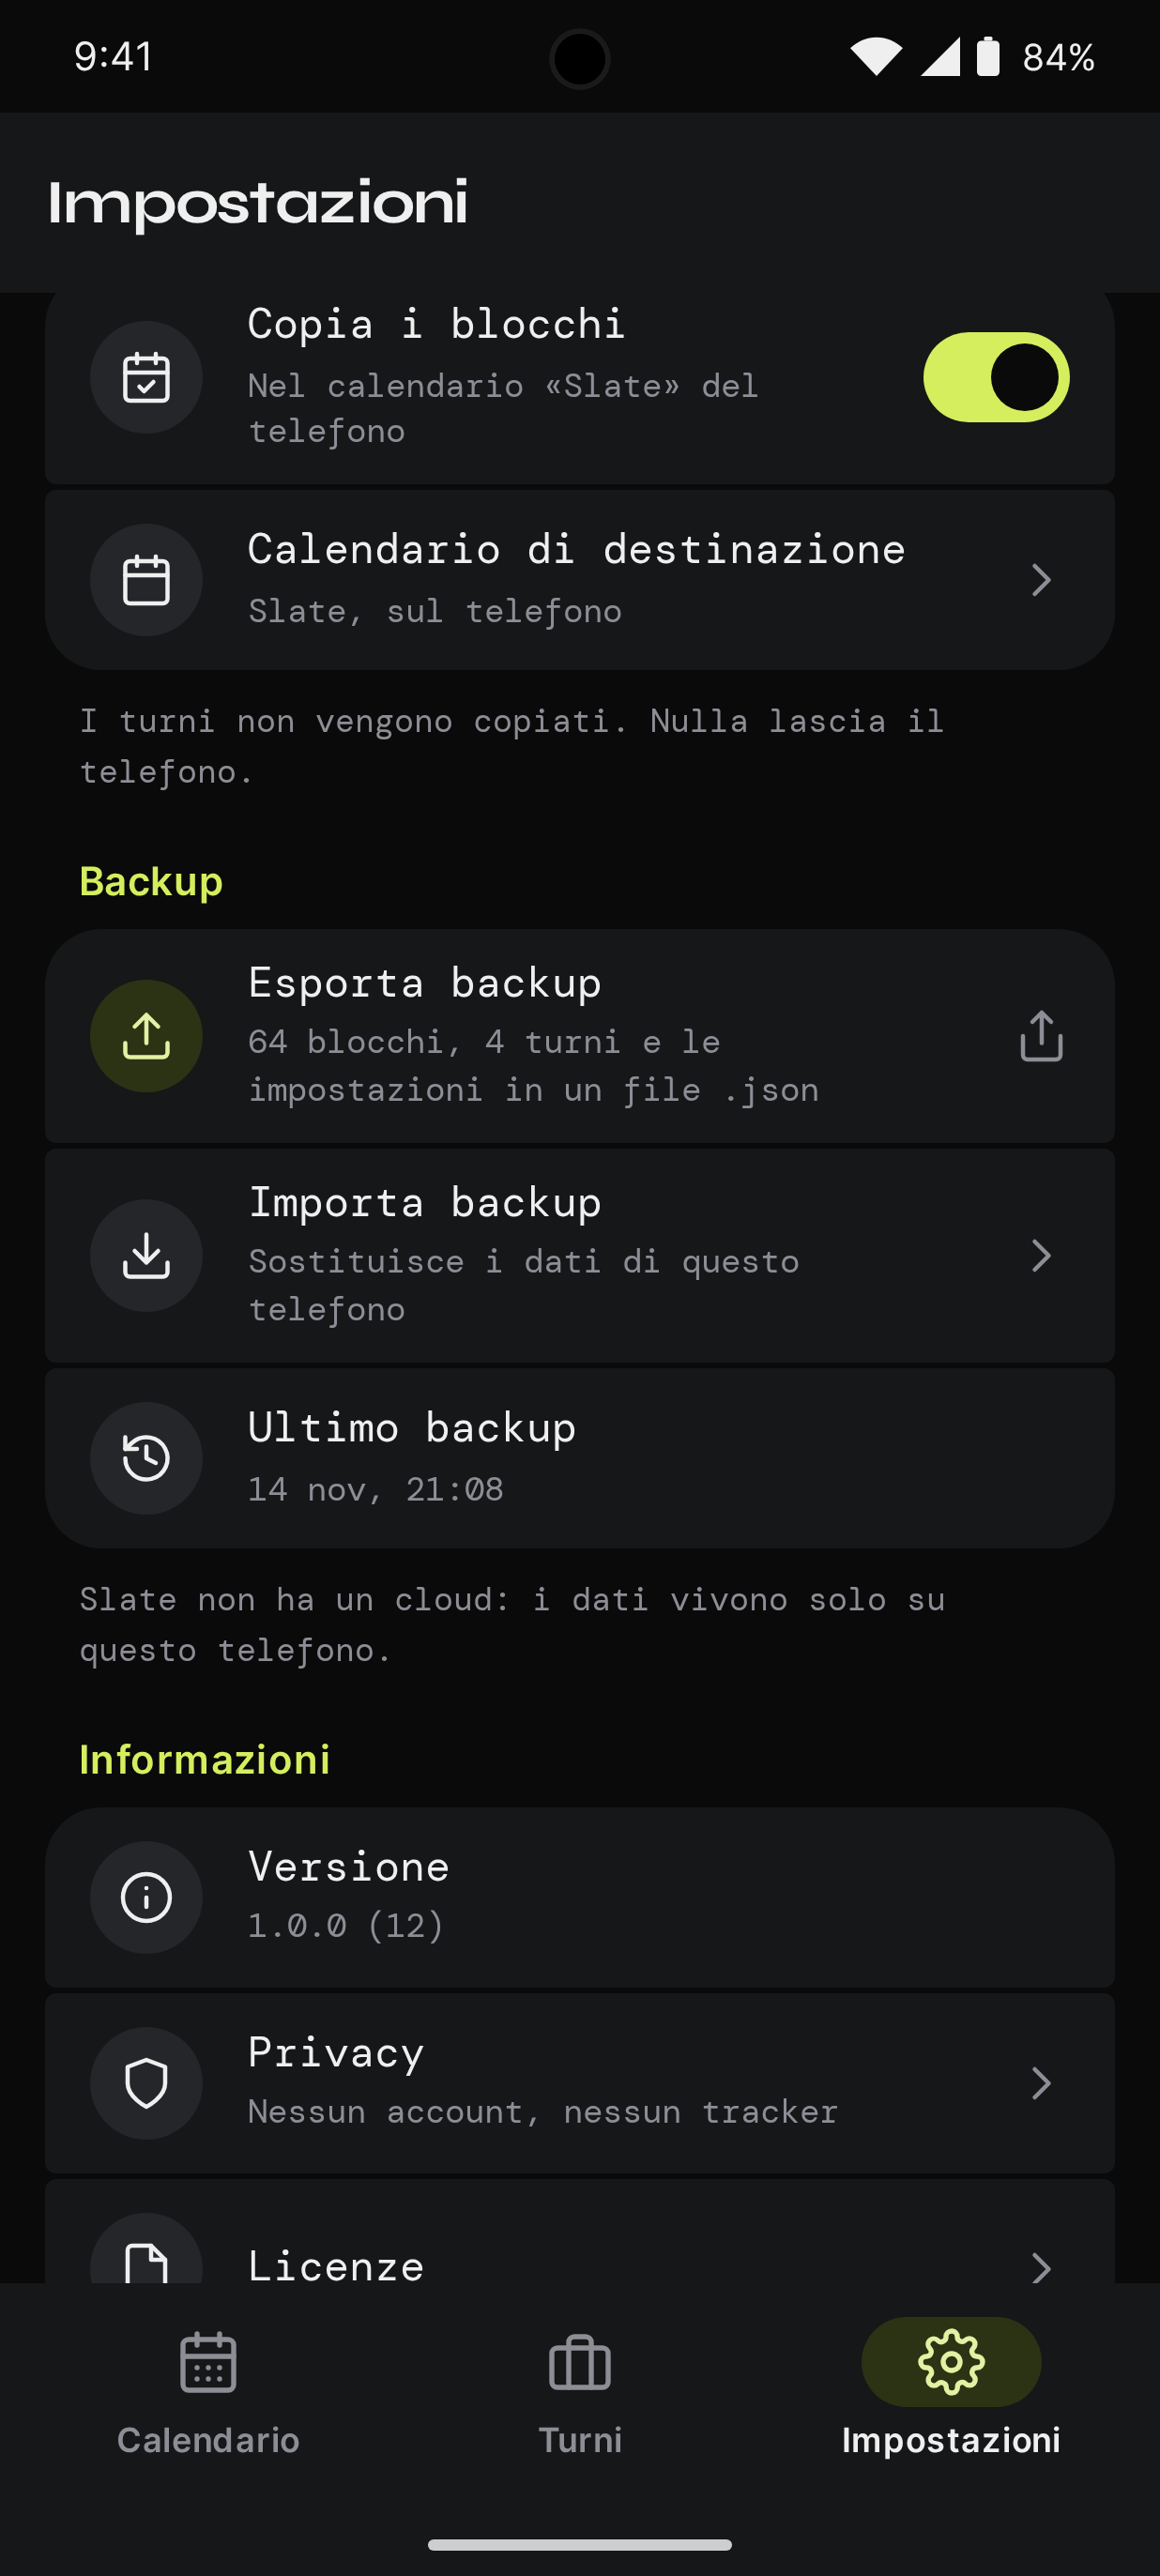 9:41
84%
Impostazioni
Copia i blocchi
Nel calendario «Slate» del
telefono
Calendario di destinazione
Slate, sul telefono
I turni non vengono copiati. Nulla lascia il
telefono.
Backup
Esporta backup
64 blocchi, 4 turni e le
impostazioni in un file .json
Importa backup
Sostituisce i dati di questo
telefono
Ultimo backup
14 nov, 21:08
Slate non ha un cloud: i dati vivono solo su
questo telefono.
Informazioni
Versione
1.0.0 (12)
Privacy
Nessun account, nessun tracker
Licenze
Calendario
Turni
Impostazioni